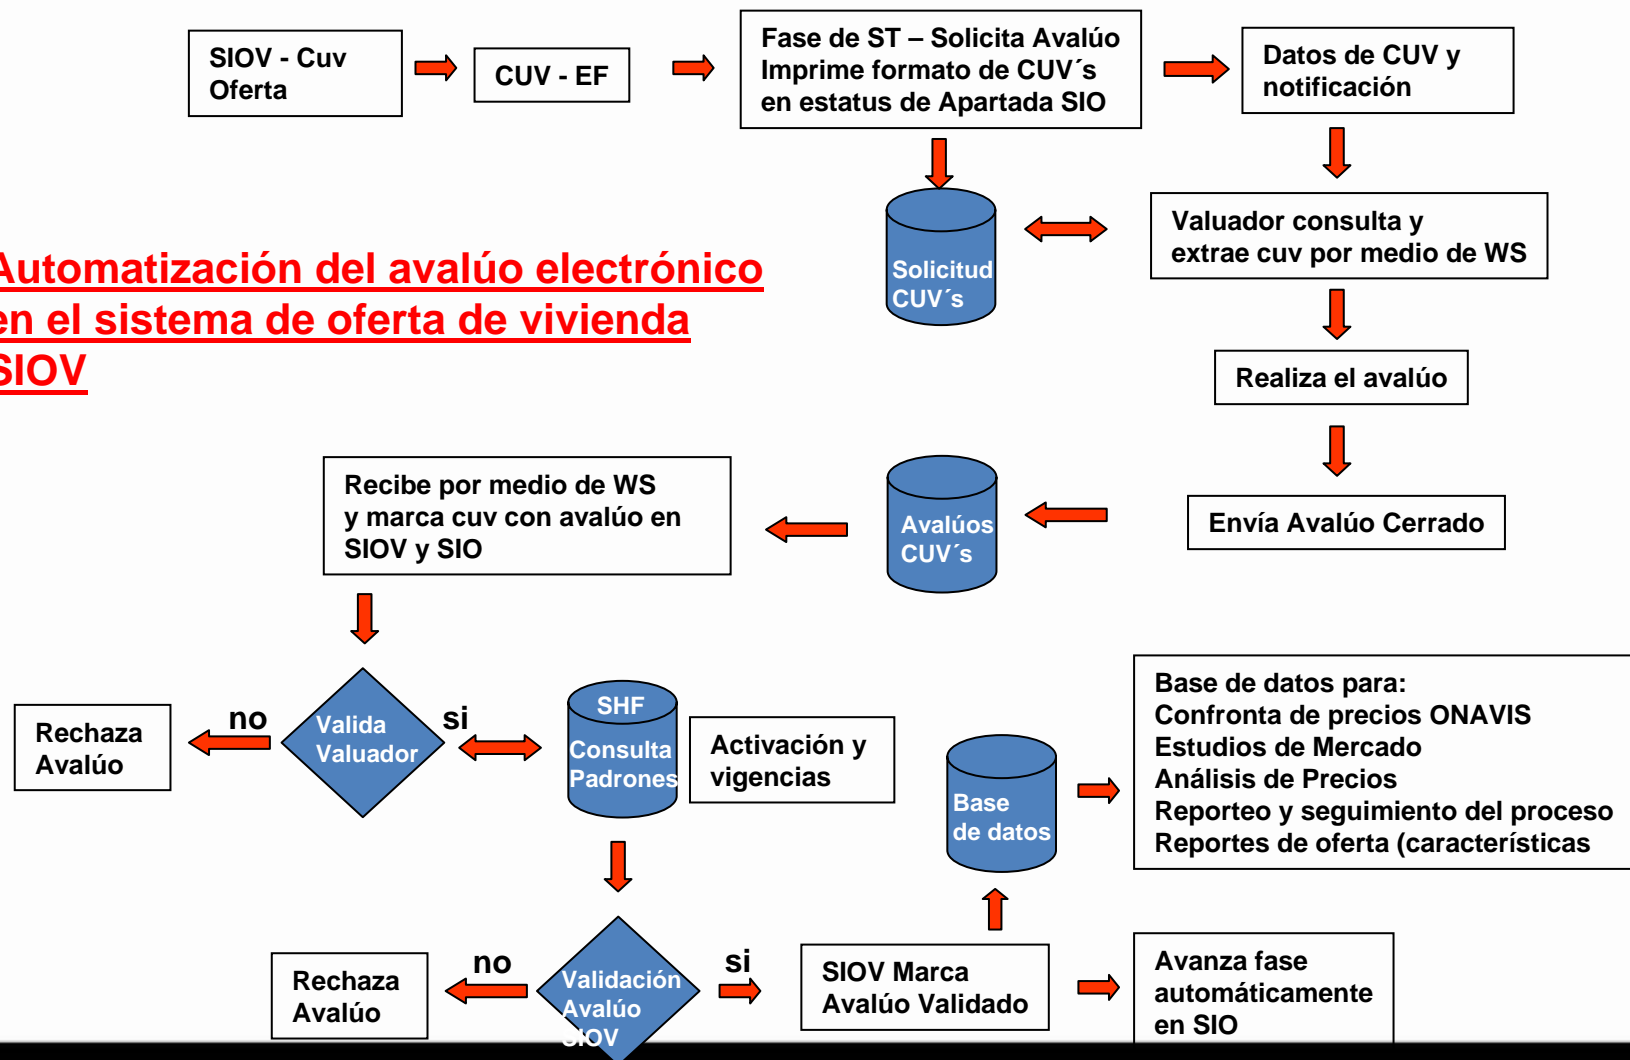 SIOV - Cuv
Oferta
CUV - EF
Fase de ST – Solicita Avalúo
Imprime formato de CUV´s
en estatus de Apartada SIO
Datos de CUV y
notificación
Solicitud
CUV´s
Valuador consulta y
extrae cuv por medio de WS
Automatización del avalúo electrónico
en el sistema de oferta de vivienda
SIOV
Realiza el avalúo
Envía Avalúo Cerrado
Avalúos
CUV´s
Recibe por medio de WS
y marca cuv con avalúo en
SIOV y SIO
Rechaza
Avalúo
no
Valida
Valuador
si
SHF
Consulta
Padrones
Activación y
vigencias
Base
de datos
Base de datos para:
Confronta de precios ONAVIS
Estudios de Mercado
Análisis de Precios
Reporteo y seguimiento del proceso
Reportes de oferta (características
Rechaza
Avalúo
no
Validación
Avalúo
SIOV
si
SIOV Marca
Avalúo Validado
Avanza fase
automáticamente
en SIO